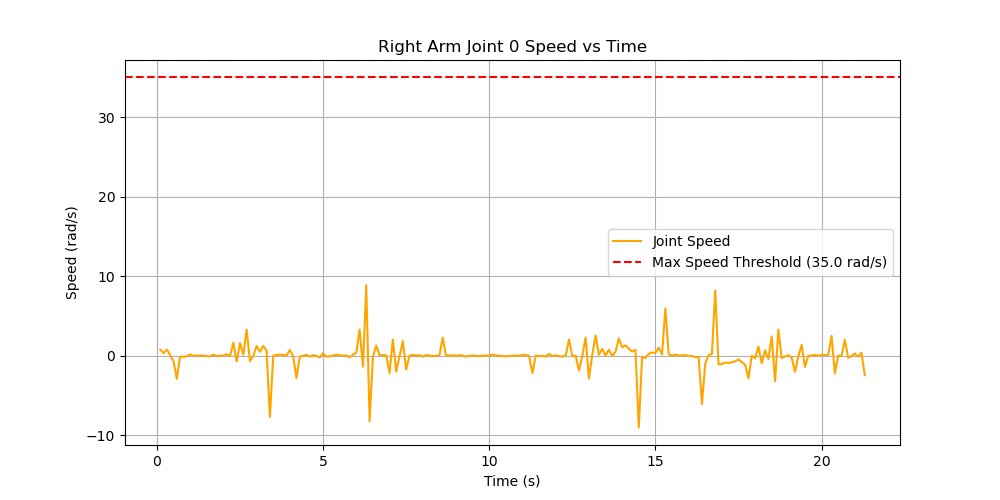 Right Arm Joint 0 Speed vs Time
Speed (rad/s)
30
20
10
0
−10
Joint Speed
Max Speed Threshold (35.0 rad/s)
0 5 10 15 20
Time (s)